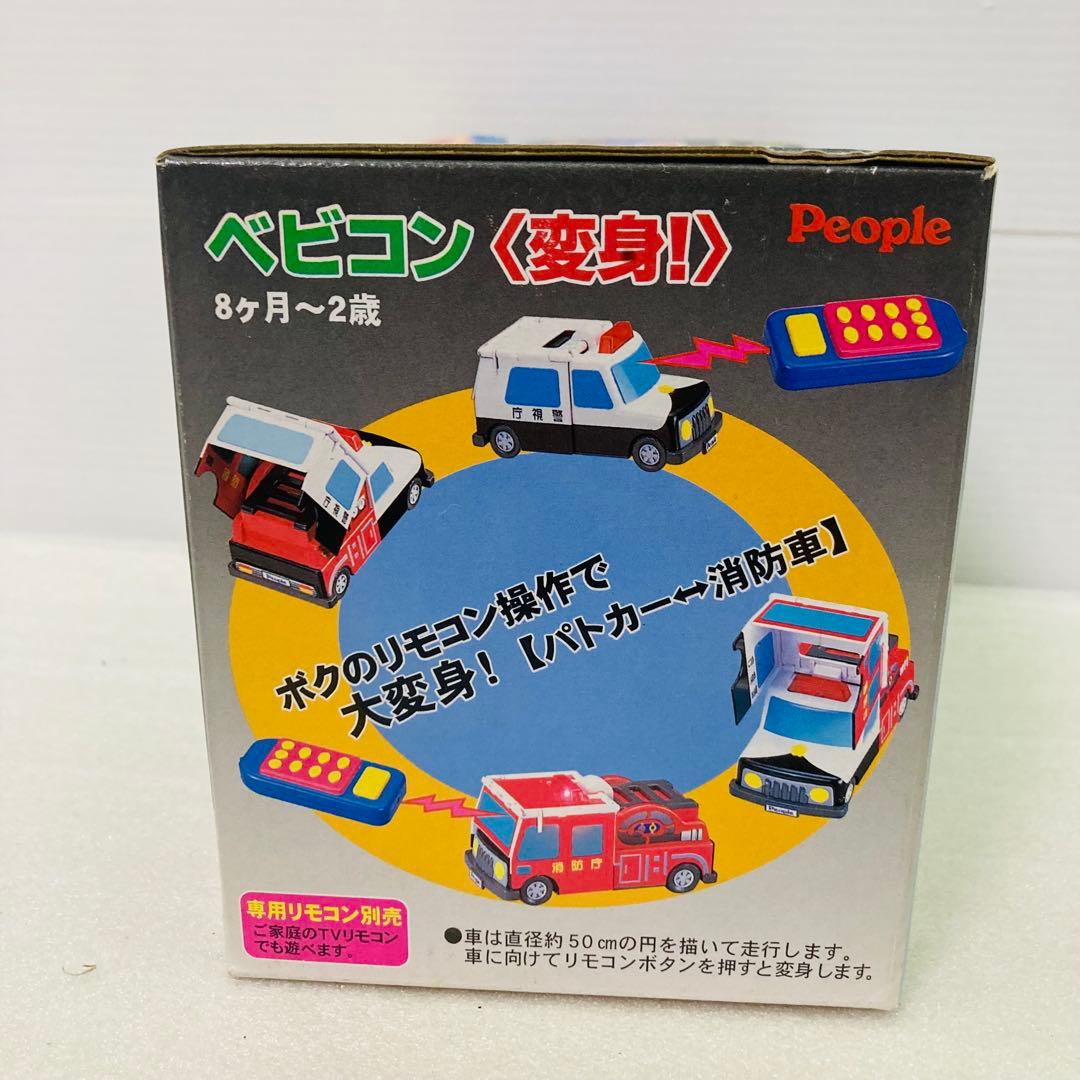 ベビコン〈変身!〉
People
8ヶ月〜2歳
庁視警
庁視警
People
ボクのリモコン操作で
大変身!【パトカー↔消防車】
People
消防庁
専用リモコン別売
ご家庭のTVリモコン
でも遊べます。
●車は直径約50cmの円を描いて走行します。
車に向けてリモコンボタンを押すと変身します。